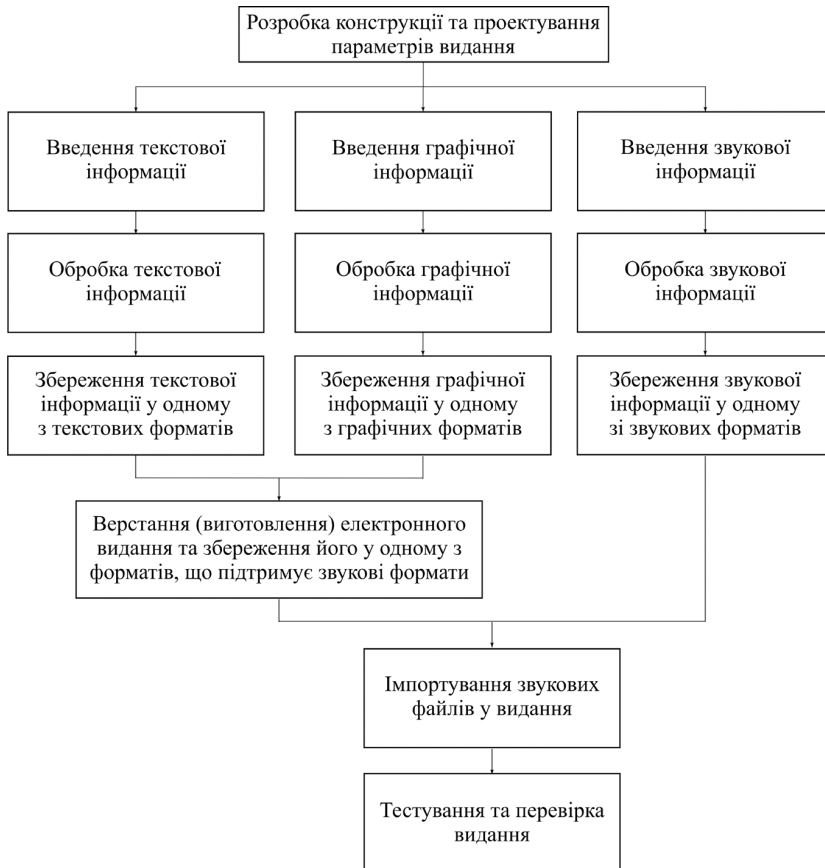 Розробка конструкції та проектування
параметрів видання
Введення текстової
інформації
Введення графічної
інформації
Введення звукової
інформації
Обробка текстової
інформації
Обробка графічної
інформації
Обробка звукової
інформації
Збереження текстової
інформації у одному
з текстових форматів
Збереження графічної
інформації у одному
з графічних форматів
Збереження звукової
інформації у одному
зі звукових форматів
Верстання (виготовлення) електронного
видання та збереження його у одному з
форматів, що підтримує звукові формати
Імпортування звукових
файлів у видання
Тестування та перевірка
видання